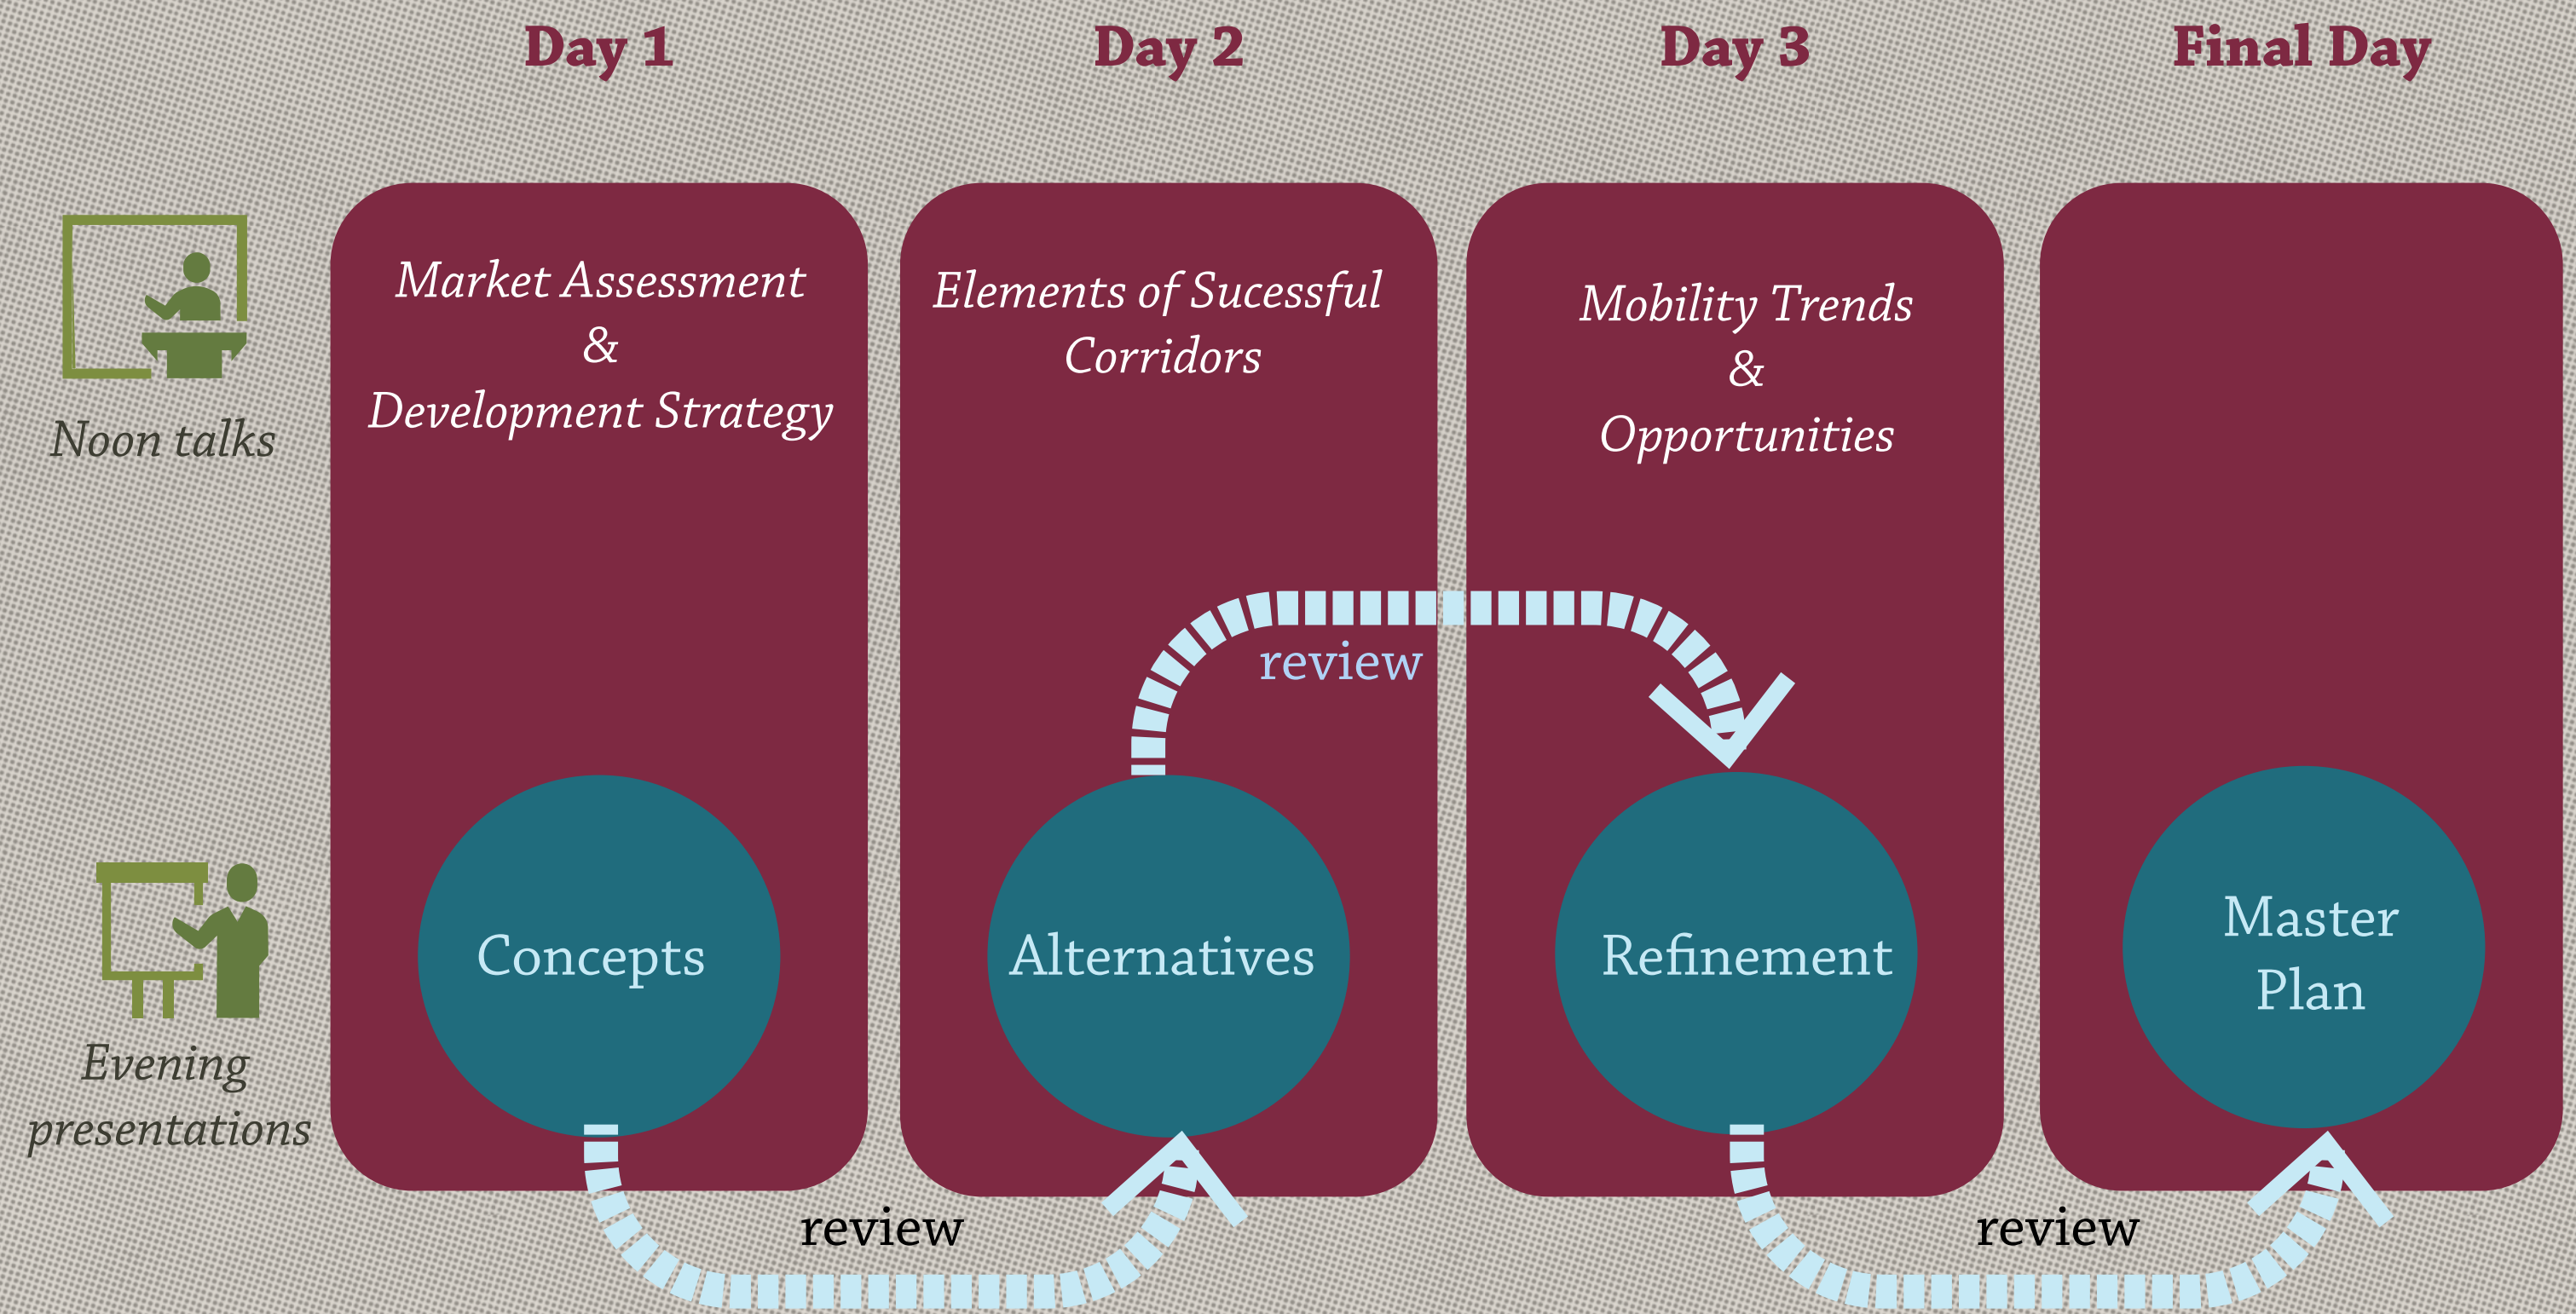 Day 1
Day 2
Day 3
Final Day
Noon talks
Market Assessment
&
Development Strategy
Elements of Sucessful
Corridors
Mobility Trends
&
Opportunities
review
Evening
presentations
Concepts
Alternatives
Refinement
Master
Plan
review
review